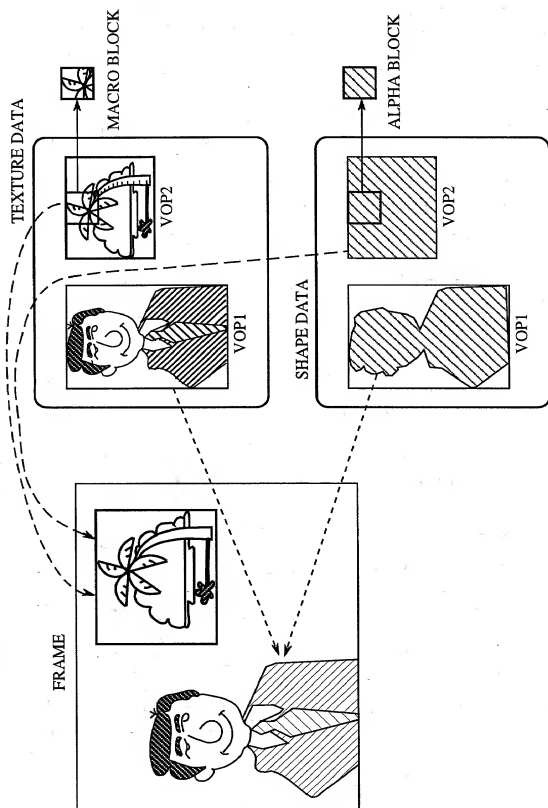 FRAME
TEXTURE DATA
VOP1
VOP2
MACRO BLOCK
SHAPE DATA
VOP1
VOP2
ALPHA BLOCK